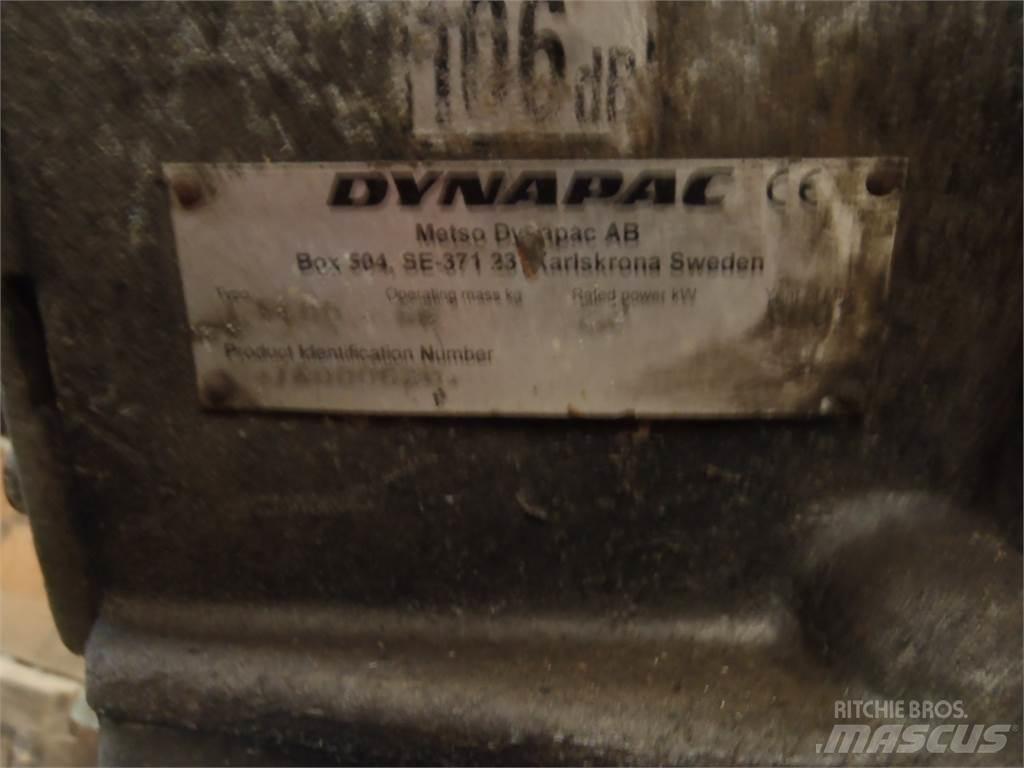 106 dB
DYNAPAC CE
Metso Dynapac AB
Box 504, SE-371 23 Karlskrona Sweden
Type Operating mass kg Rated power kW
Product Identification Number
RITCHIE BROS.
MASCUS